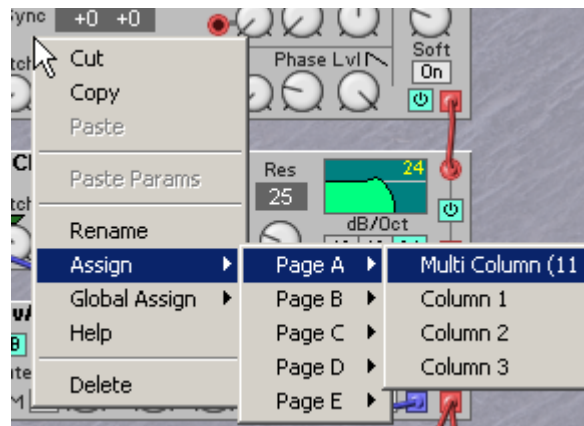 ync +0 +0
Cut
Copy
Paste
Paste Params
Rename
Assign
Global Assign
Help
Delete
Phase Lvl
Soft
On
Res
25
24
dB/Oct
Page A
Page B
Page C
Page D
Page E
Multi Column (11
Column 1
Column 2
Column 3